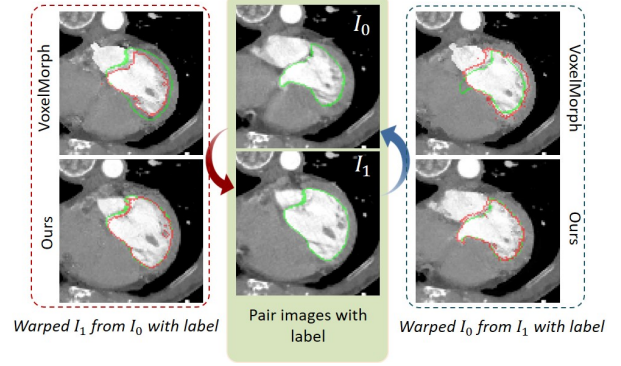 VoxelMorph
Ours
Warped I₁ from I₀ with label
I₀
I₁
Pair images with
label
VoxelMorph
Ours
Warped I₀ from I₁ with label